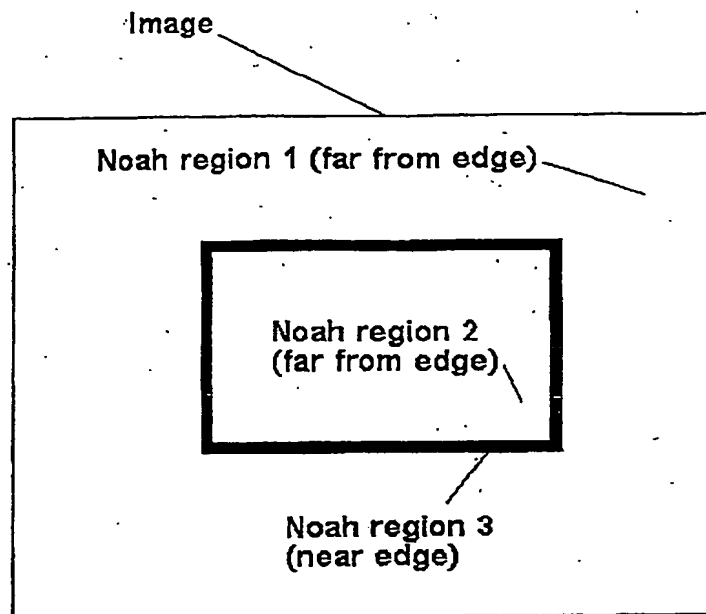 Image
Noah region 1 (far from edge)
Noah region 2
(far from edge)
Noah region 3
(near edge)